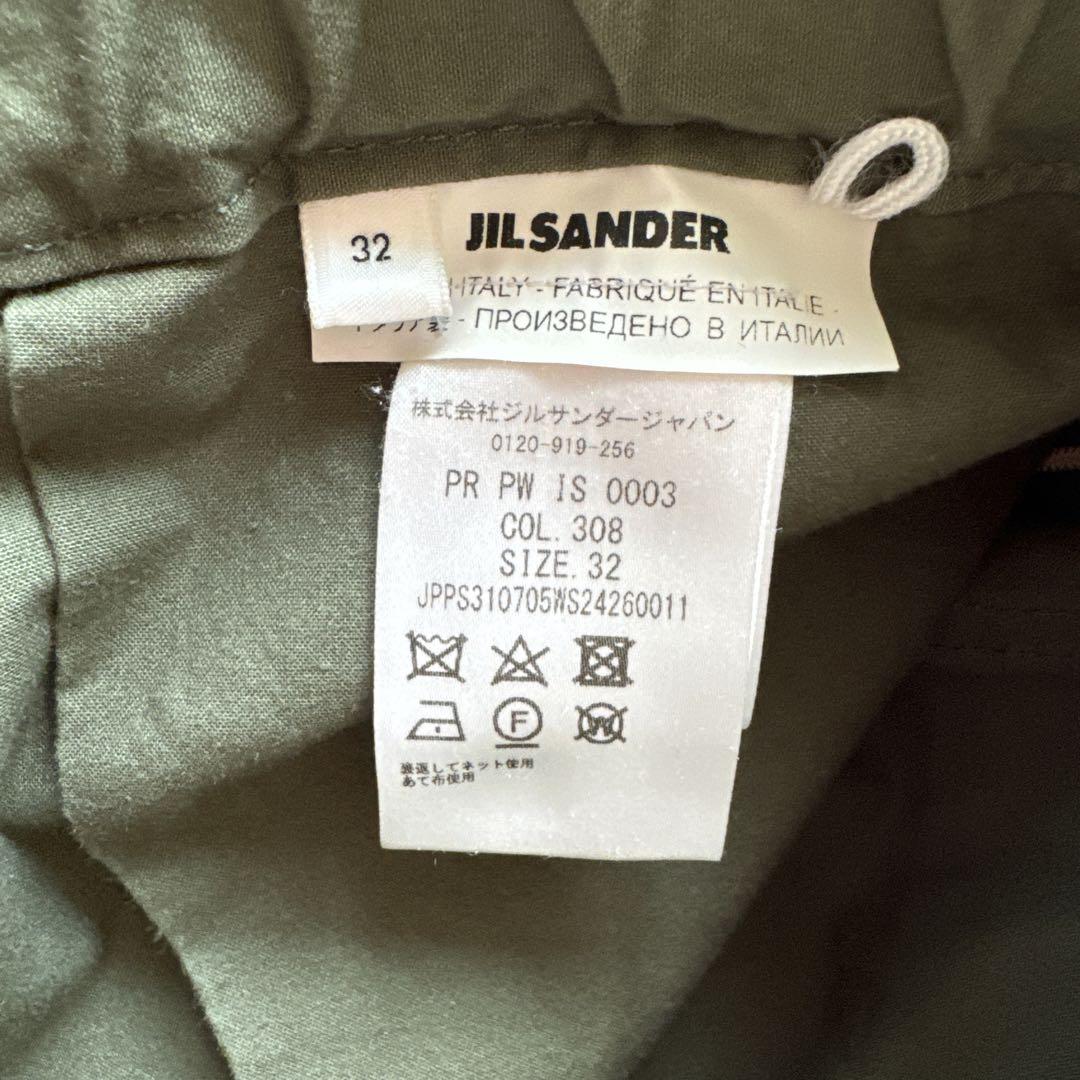 32
JIL SANDER
ITALY - FABRIQUÉ EN ITALIE -
- ПРОИЗВЕДЕНО В ИТАЛИИ
株式会社ジルサンダージャパン
0120-919-256
PR PW IS 0003
COL. 308
SIZE. 32
JPPS310705WS24260011
F
W
裏返してネット使用
あて布使用